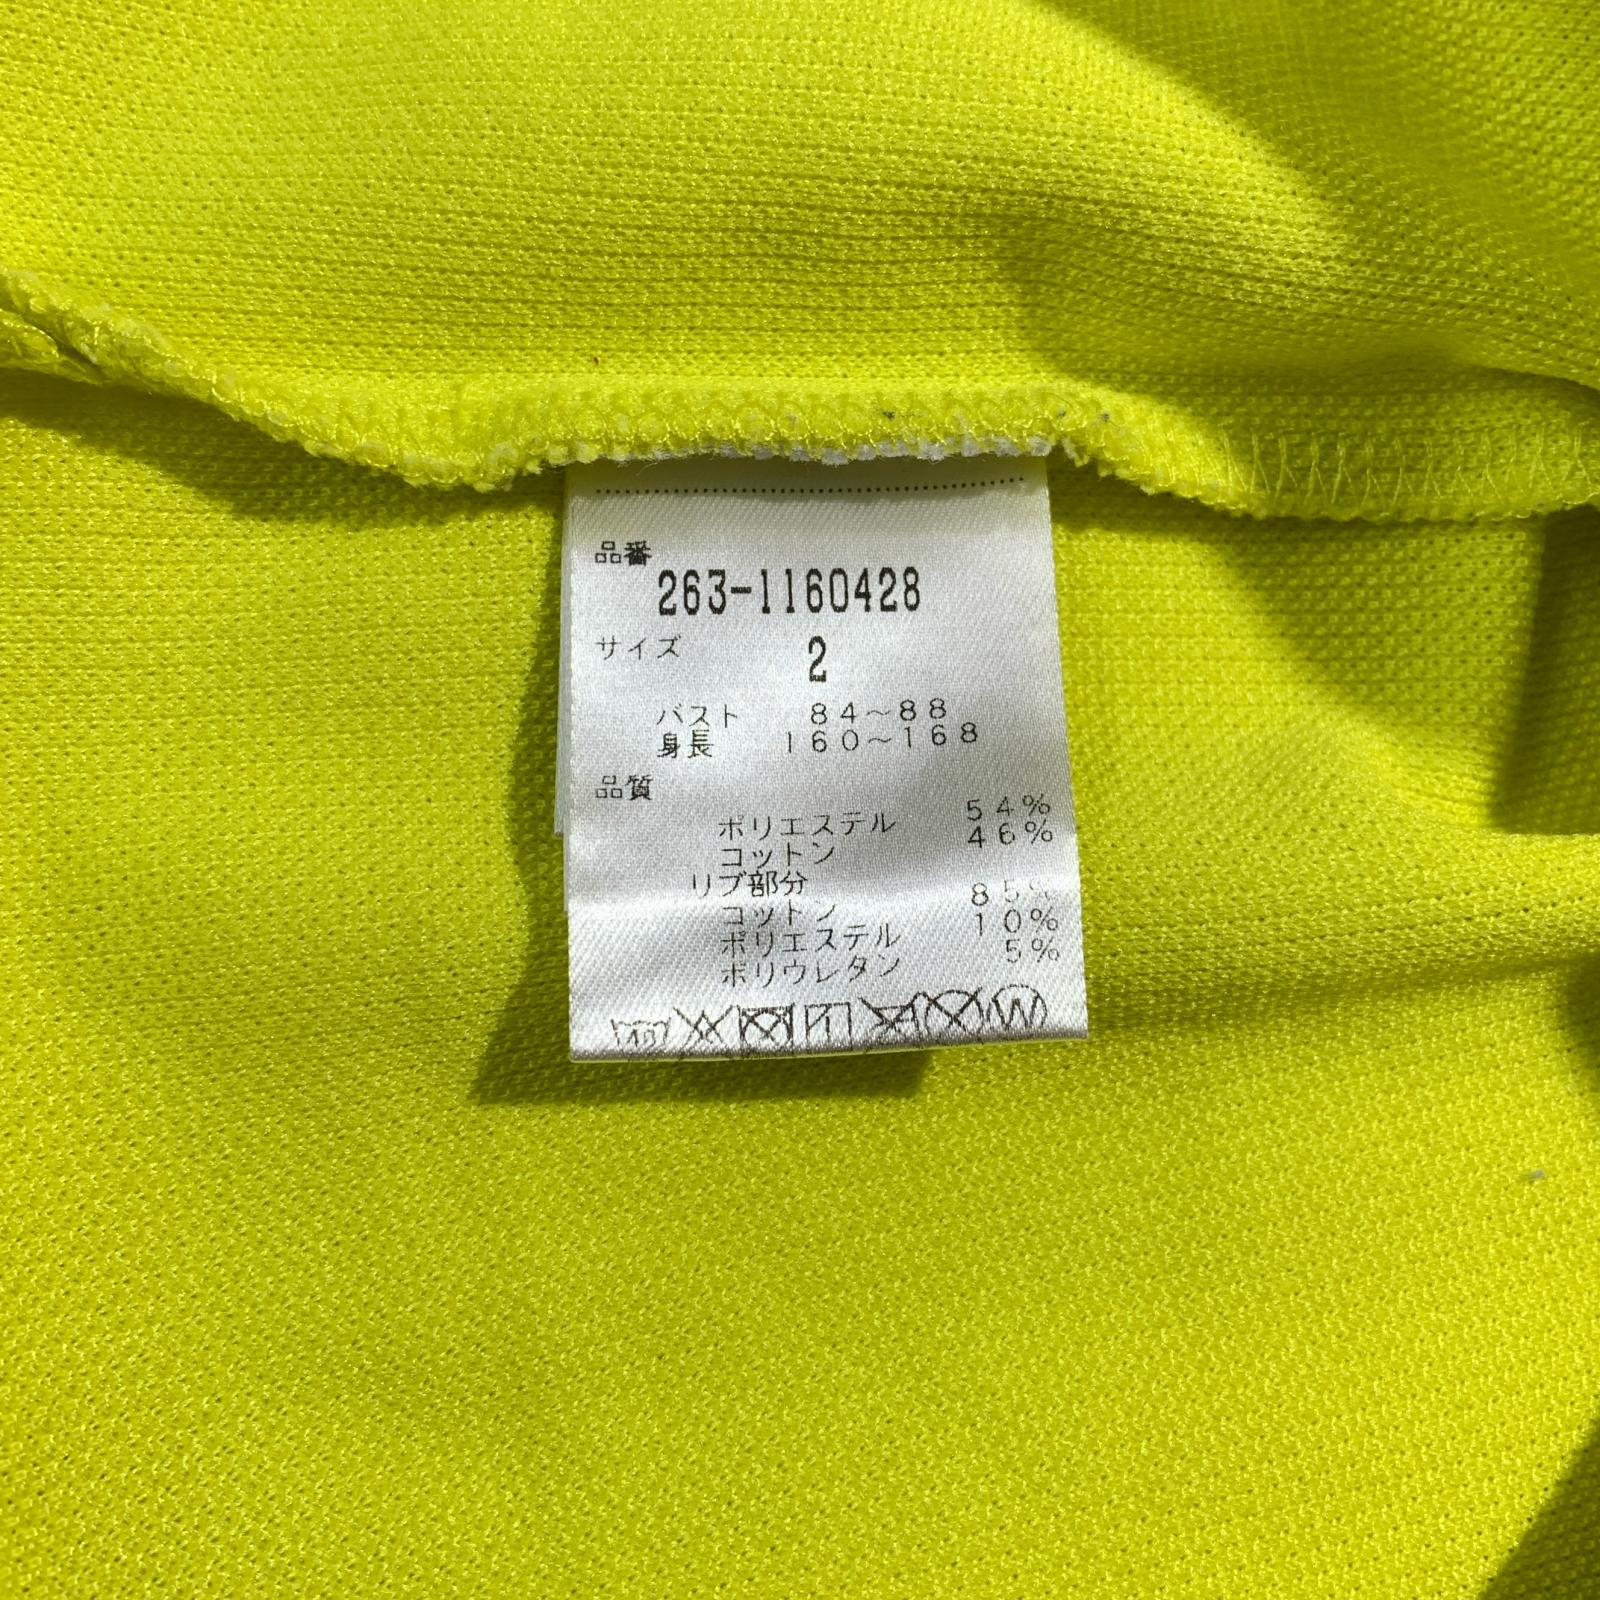 品番
263-1160428
サイズ 2
バスト 84~88
身長 160~168
品質
ポリエステル 54%
コットン 46%
リブ部分
コットン 85%
ポリエステル 10%
ポリウレタン 5%
40 W